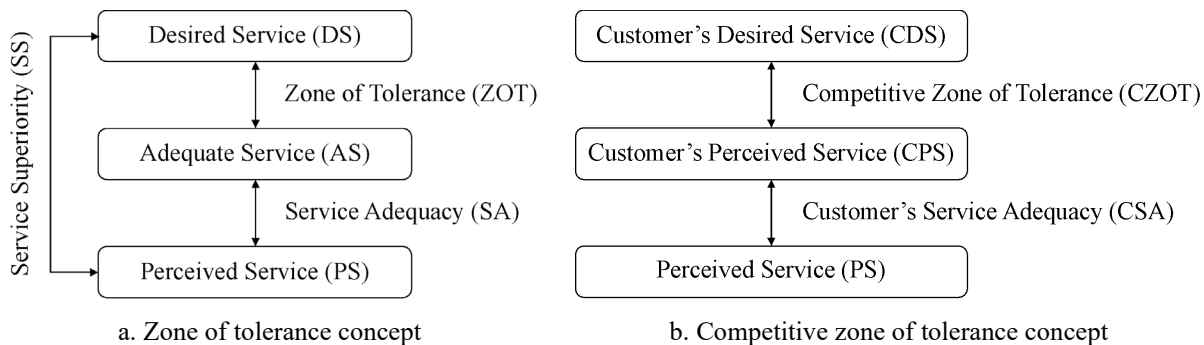 Service Superiority (SS)
Desired Service (DS)
Zone of Tolerance (ZOT)
Adequate Service (AS)
Service Adequacy (SA)
Perceived Service (PS)
a. Zone of tolerance concept
Customer’s Desired Service (CDS)
Competitive Zone of Tolerance (CZOT)
Customer’s Perceived Service (CPS)
Customer’s Service Adequacy (CSA)
Perceived Service (PS)
b. Competitive zone of tolerance concept